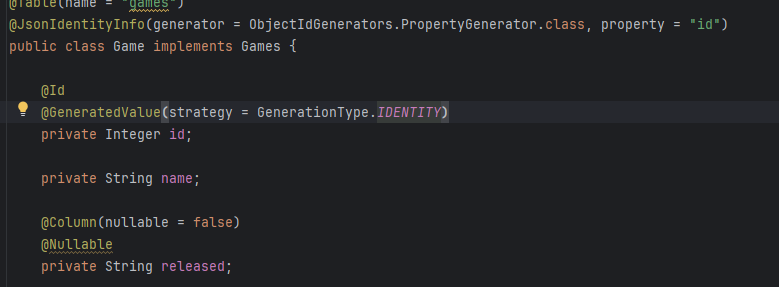 @Table(name = "games")
@JsonIdentityInfo(generator = ObjectIdGenerators.PropertyGenerator.class, property = "id")
public class Game implements Games {
@Id
@GeneratedValue(strategy = GenerationType.IDENTITY)
private Integer id;
private String name;
@Column(nullable = false)
@Nullable
private String released;